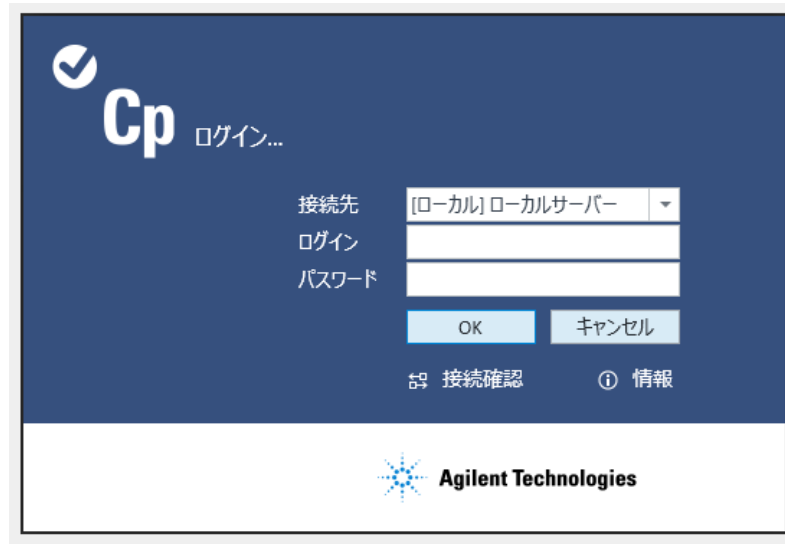 Cp ログイン...
接続先 [ローカル] ローカルサーバー
ログイン
パスワード
OK キャンセル
接続確認 情報
Agilent Technologies